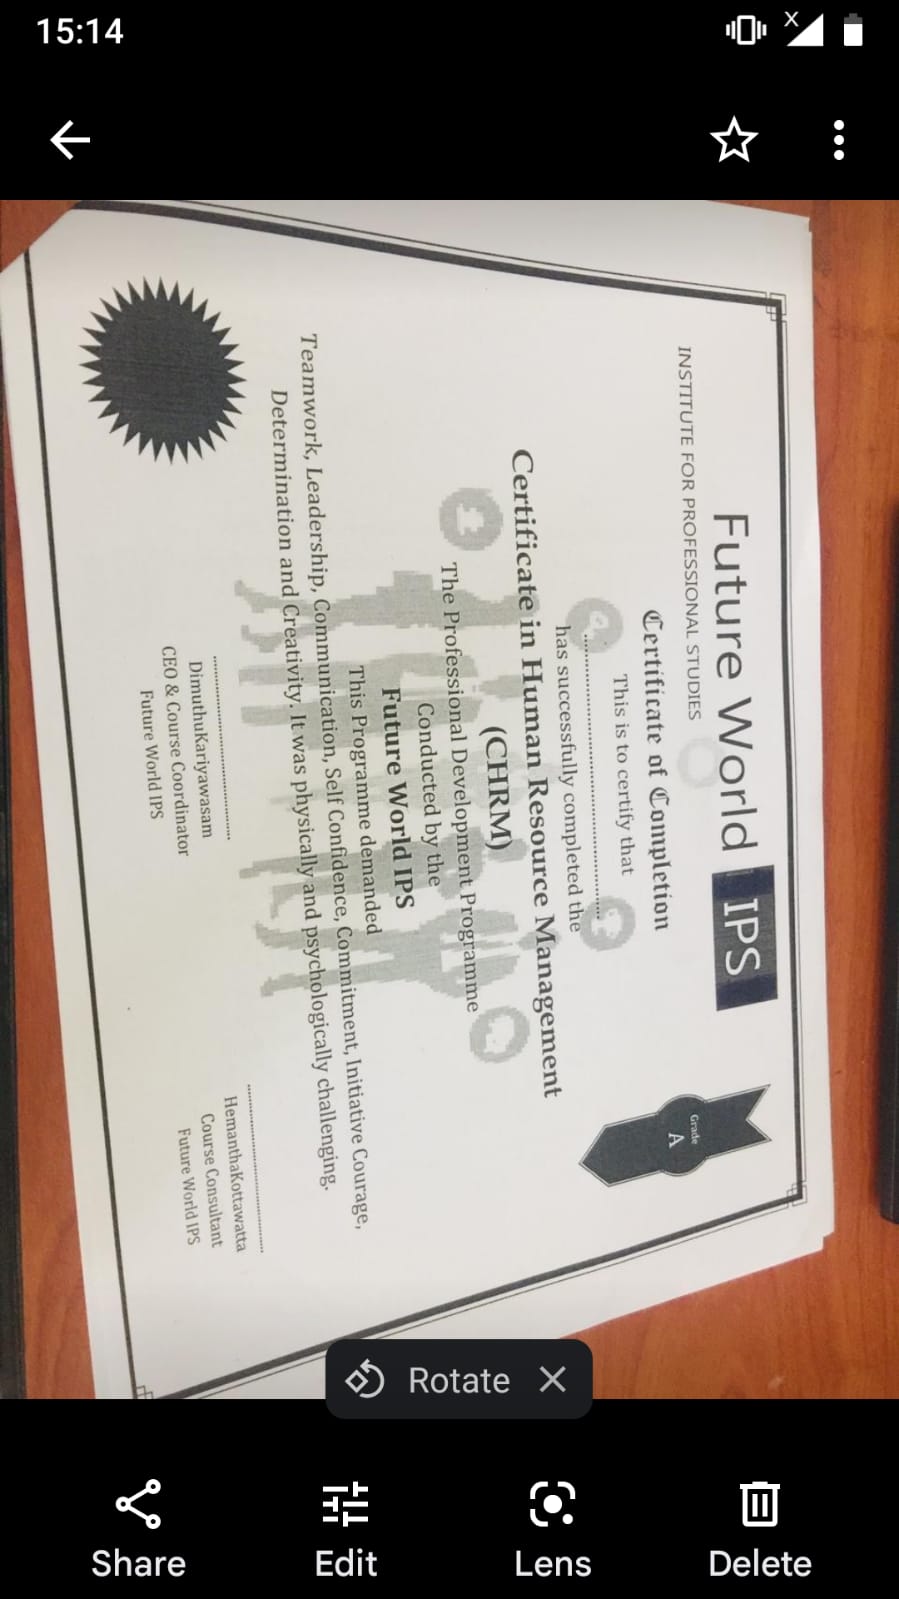 15:14
X
Future World IPS
INSTITUTE FOR PROFESSIONAL STUDIES
Grade
A
Certificate of Completion
This is to certify that
has successfully completed the
Certificate in Human Resource Management
(CHRM)
The Professional Development Programme
Conducted by the
Future World IPS
This Programme demanded
Teamwork, Leadership, Communication, Self Confidence, Commitment, Initiative Courage,
Determination and Creativity. It was physically and psychologically challenging.
DimuthuKariyawasam
CEO & Course Coordinator
Future World IPS
HemanthaKottawatta
Course Consultant
Future World IPS
Rotate
Share
Edit
Lens
Delete